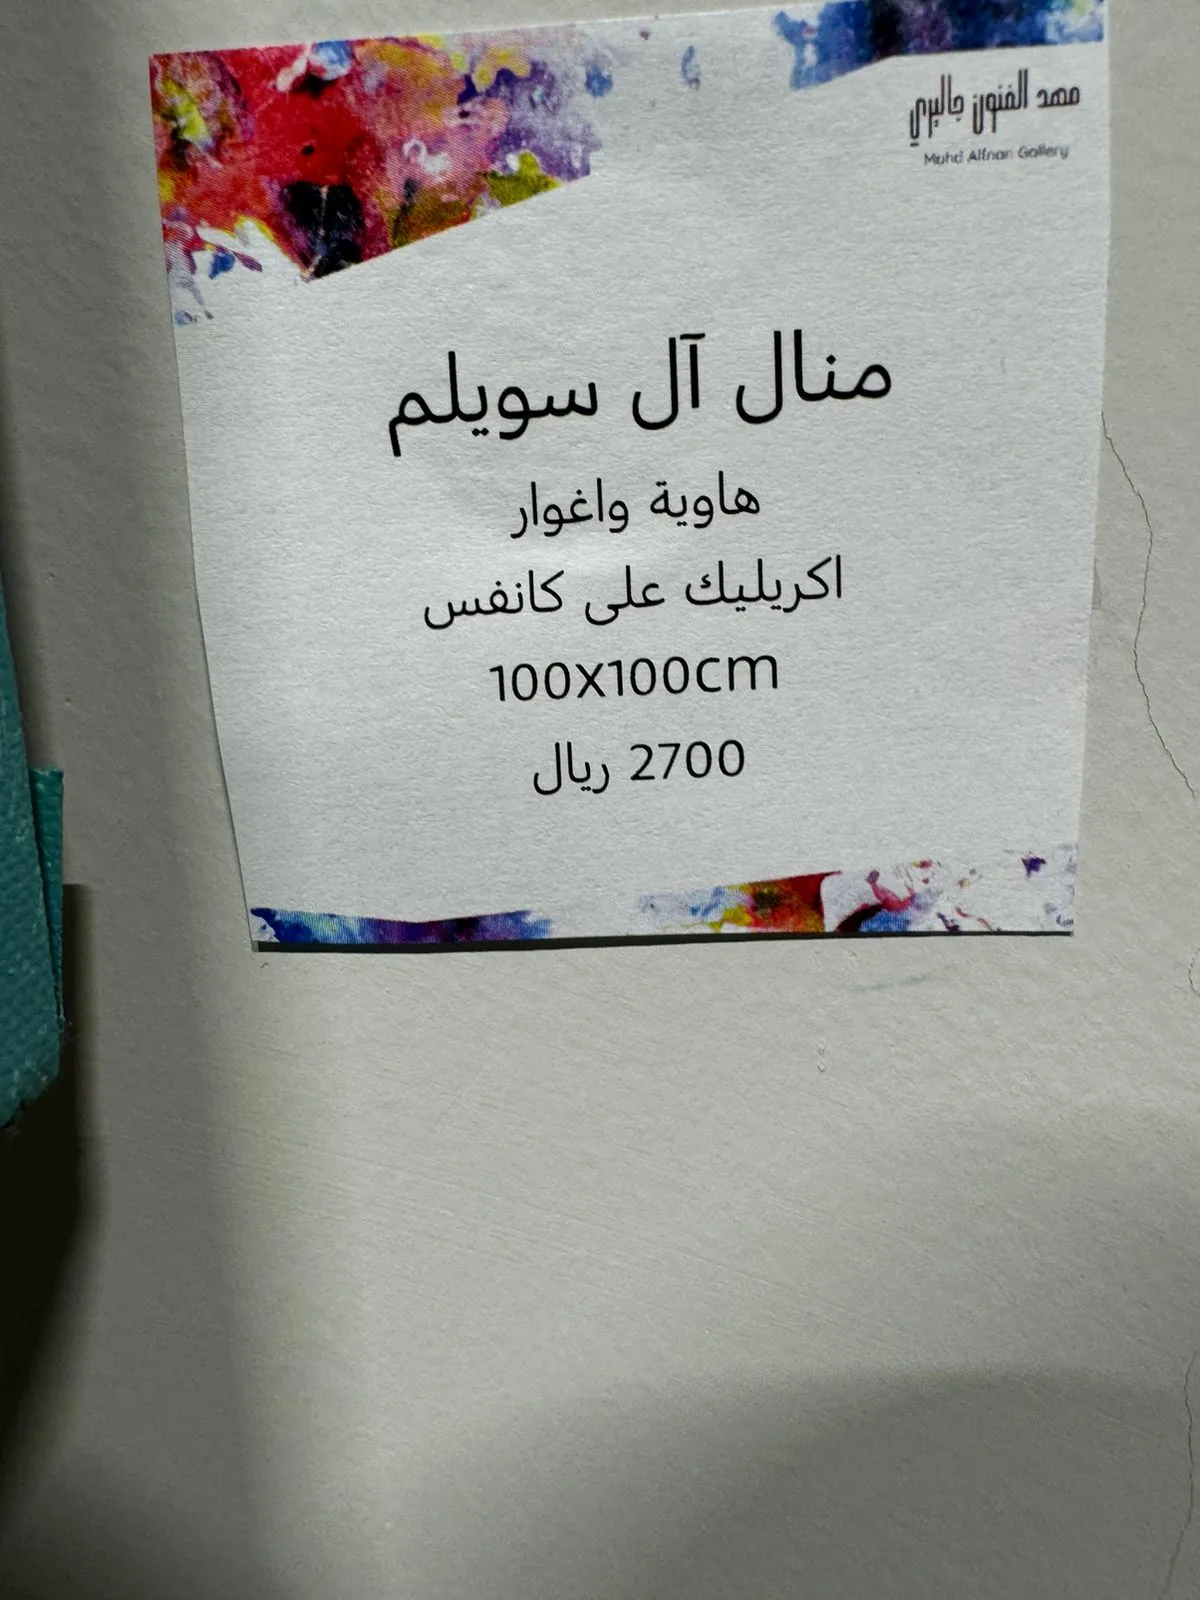 مهد الفنون جاليري
Mahd Alfnan Gallery
منال آل سويلم
هاوية واغوار
اكريليك على كانفس
100x100cm
2700 ريال